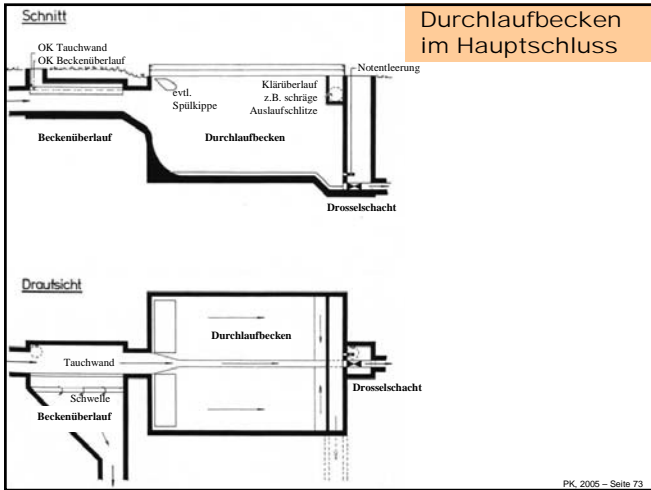 Durchlaufbecken
im Hauptschluss
Schnitt
OK Tauchwand
OK Beckenüberlauf
Notentleerung
evtl.
Spülkippe
Klärüberlauf
z.B. schräge
Auslaufschlitze
Beckenüberlauf
Durchlaufbecken
Drosselschacht
Draufsicht
Durchlaufbecken
Tauchwand
Drosselschacht
Schwelle
Beckenüberlauf
PK, 2005 – Seite 73